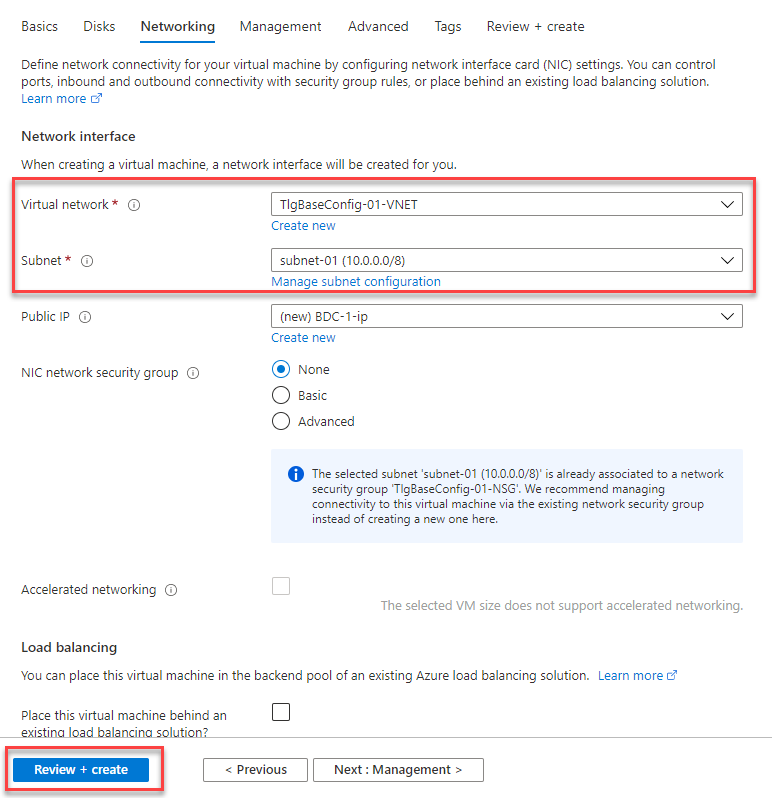 Basics Disks Networking Management Advanced Tags Review + create
Define network connectivity for your virtual machine by configuring network interface card (NIC) settings. You can control
ports, inbound and outbound connectivity with security group rules, or place behind an existing load balancing solution.
Learn more
Network interface
When creating a virtual machine, a network interface will be created for you.
Virtual network * TlgBaseConfig-01-VNET
Create new
Subnet * subnet-01 (10.0.0.0/8)
Manage subnet configuration
Public IP (new) BDC-1-ip
Create new
NIC network security group None
Basic
Advanced
The selected subnet 'subnet-01 (10.0.0.0/8)' is already associated to a network
security group 'TlgBaseConfig-01-NSG'. We recommend managing
connectivity to this virtual machine via the existing network security group
instead of creating a new one here.
Accelerated networking
The selected VM size does not support accelerated networking.
Load balancing
You can place this virtual machine in the backend pool of an existing Azure load balancing solution. Learn more
Place this virtual machine behind an
existing load balancing solution?
Review + create < Previous Next : Management >